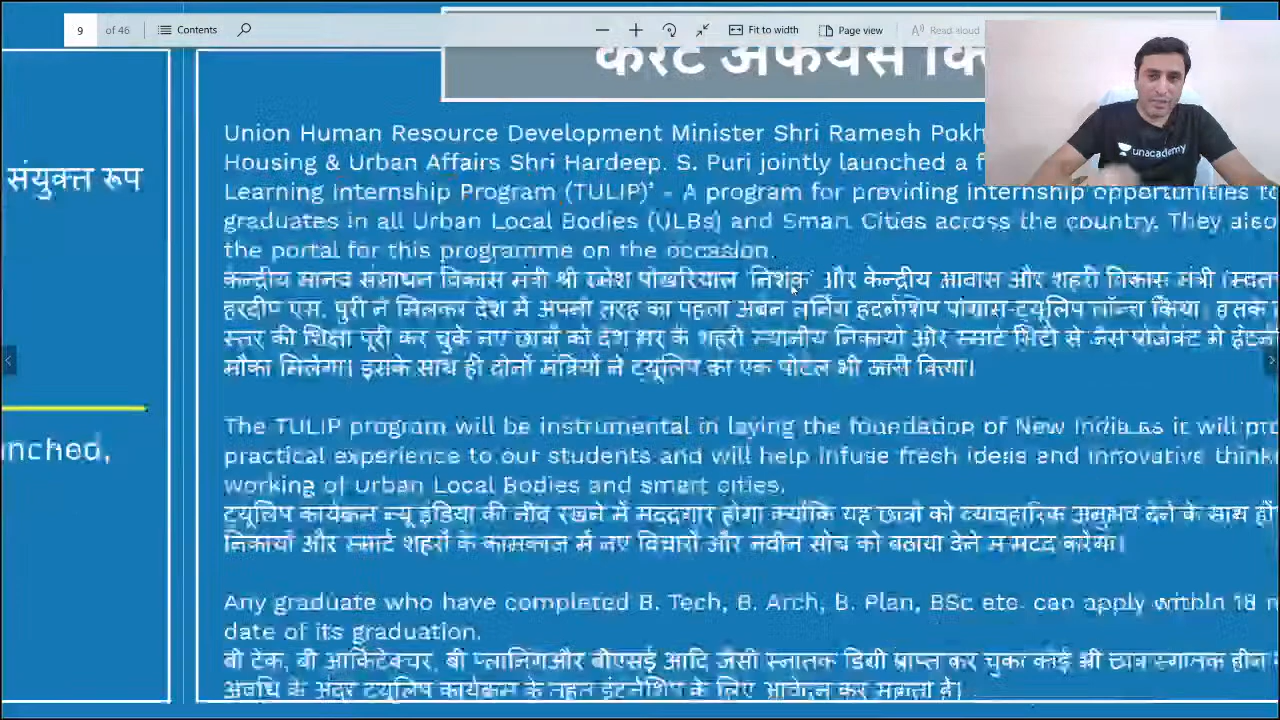 9 of 46 Contents Fit to width Page view Read aloud
करंट अफेयर्स
unacademy
संयुक्त रूप
Union Human Resource Development Minister Shri Ramesh Pokh
Housing & Urban Affairs Shri Hardeep. S. Puri jointly launched a f
Learning Internship Program (TULIP)' - A program for providing internship opportunities to
graduates in all Urban Local Bodies (ULBs) and Smart Cities across the country. They also
the portal for this programme on the occasion.
केन्द्रीय मानव संसाधन विकास मंत्री श्री रमेश पोखरियाल 'निशंक' और केन्द्रीय आवास और शहरी विकास मंत्री
हरदीप एस. पुरी ने मिलकर देश में अपनी तरह का पहला अर्बन लर्निंग इंटर्नशिप प्रोग्राम-ट्यूलिप लॉन्च किया। इसके
स्तर की शिक्षा पूरी कर चुके नए छात्रों को देश भर के शहरी स्थानीय निकायों और स्मार्ट सिटी से जैसे प्रोजेक्ट में
मौका मिलेगा। इसके साथ ही दोनों मंत्रियों ने ट्यूलिप का एक पोर्टल भी जारी किया।
nched,
The TULIP program will be instrumental in laying the foundation of New India as it will pro
practical experience to our students and will help infuse fresh ideas and innovative think
working of Urban Local Bodies and smart cities.
ट्यूलिप कार्यक्रम न्यू इंडिया की नींव रखने में मददगार होगा क्योंकि यह छात्रों को व्यावहारिक अनुभव देने के साथ ही
निकायों और स्मार्ट शहरों के कामकाज में नए विचारों और नवीन सोच को बढ़ावा देने में मदद करेगा।
Any graduate who have completed B. Tech, B. Arch, B. Plan, BSc etc. can apply within 18 m
date of its graduation.
बी टेक, बी आर्किटेक्चर, बी प्लानिंगऔर बीएसई आदि जैसी स्नातक डिग्री प्राप्त कर चुका कोई भी छात्र स्नातक होने
अवधि के अंदर ट्यूलिप कार्यक्रम के तहत इंटर्नशिप के लिए आवेदन कर सकता है।